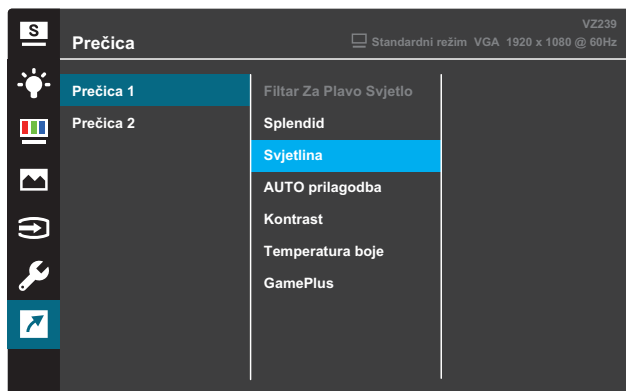 S
VZ239
Prečica
Standardni režim VGA 1920 x 1080 @ 60Hz
Prečica 1
Prečica 2
Filtar Za Plavo Svjetlo
Splendid
Svjetlina
AUTO prilagodba
Kontrast
Temperatura boje
GamePlus